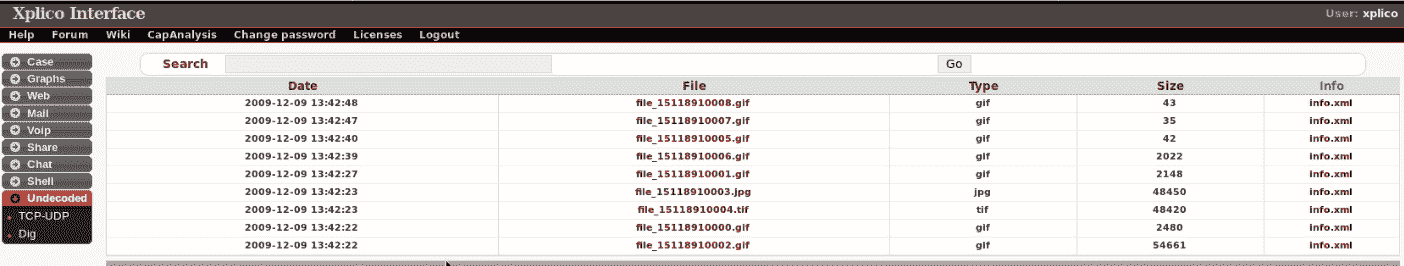 Xplico Interface
User: xplico
Help Forum Wiki CapAnalysis Change password Licenses Logout
Case
Graphs
Web
Mail
Voip
Share
Chat
Shell
Undecoded
TCP-UDP
Dig
Search Go
Date File Type Size Info
2009-12-09 13:42:48 file_15118910008.gif gif 43 info.xml
2009-12-09 13:42:47 file_15118910007.gif gif 35 info.xml
2009-12-09 13:42:40 file_15118910005.gif gif 42 info.xml
2009-12-09 13:42:39 file_15118910006.gif gif 2022 info.xml
2009-12-09 13:42:27 file_15118910001.gif gif 2148 info.xml
2009-12-09 13:42:23 file_15118910003.jpg jpg 48450 info.xml
2009-12-09 13:42:23 file_15118910004.tif tif 48420 info.xml
2009-12-09 13:42:22 file_15118910000.gif gif 2480 info.xml
2009-12-09 13:42:22 file_15118910002.gif gif 54661 info.xml